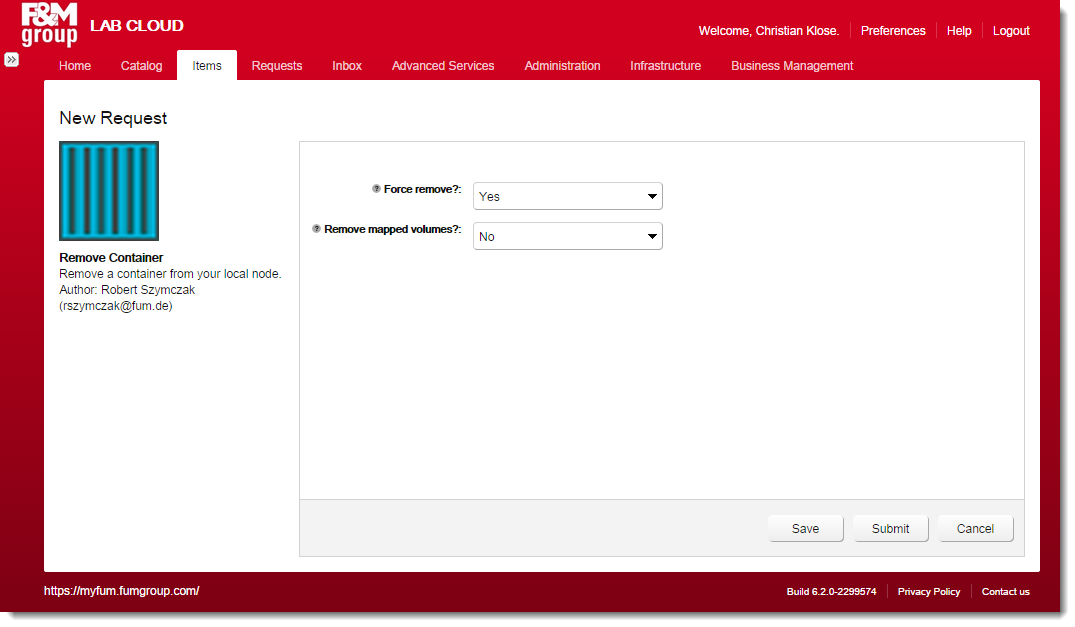 F&M
group
LAB CLOUD
Welcome, Christian Klose. Preferences Help Logout
Home Catalog Items Requests Inbox Advanced Services Administration Infrastructure Business Management
New Request
Remove Container
Remove a container from your local node.
Author: Robert Szymczak
(rszymczak@fum.de)
? Force remove?: Yes
? Remove mapped volumes?: No
Save Submit Cancel
https://myfum.fumgroup.com/
Build 6.2.0-2299574 Privacy Policy Contact us